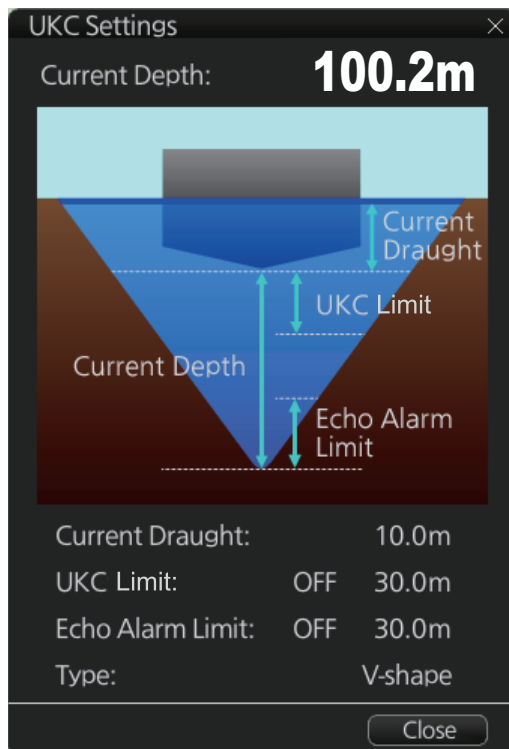 UKC Settings
Current Depth: 100.2m
Current
Draught
UKC Limit
Current Depth
Echo Alarm
Limit
Current Draught: 10.0m
UKC Limit: OFF 30.0m
Echo Alarm Limit: OFF 30.0m
Type: V-shape
Close